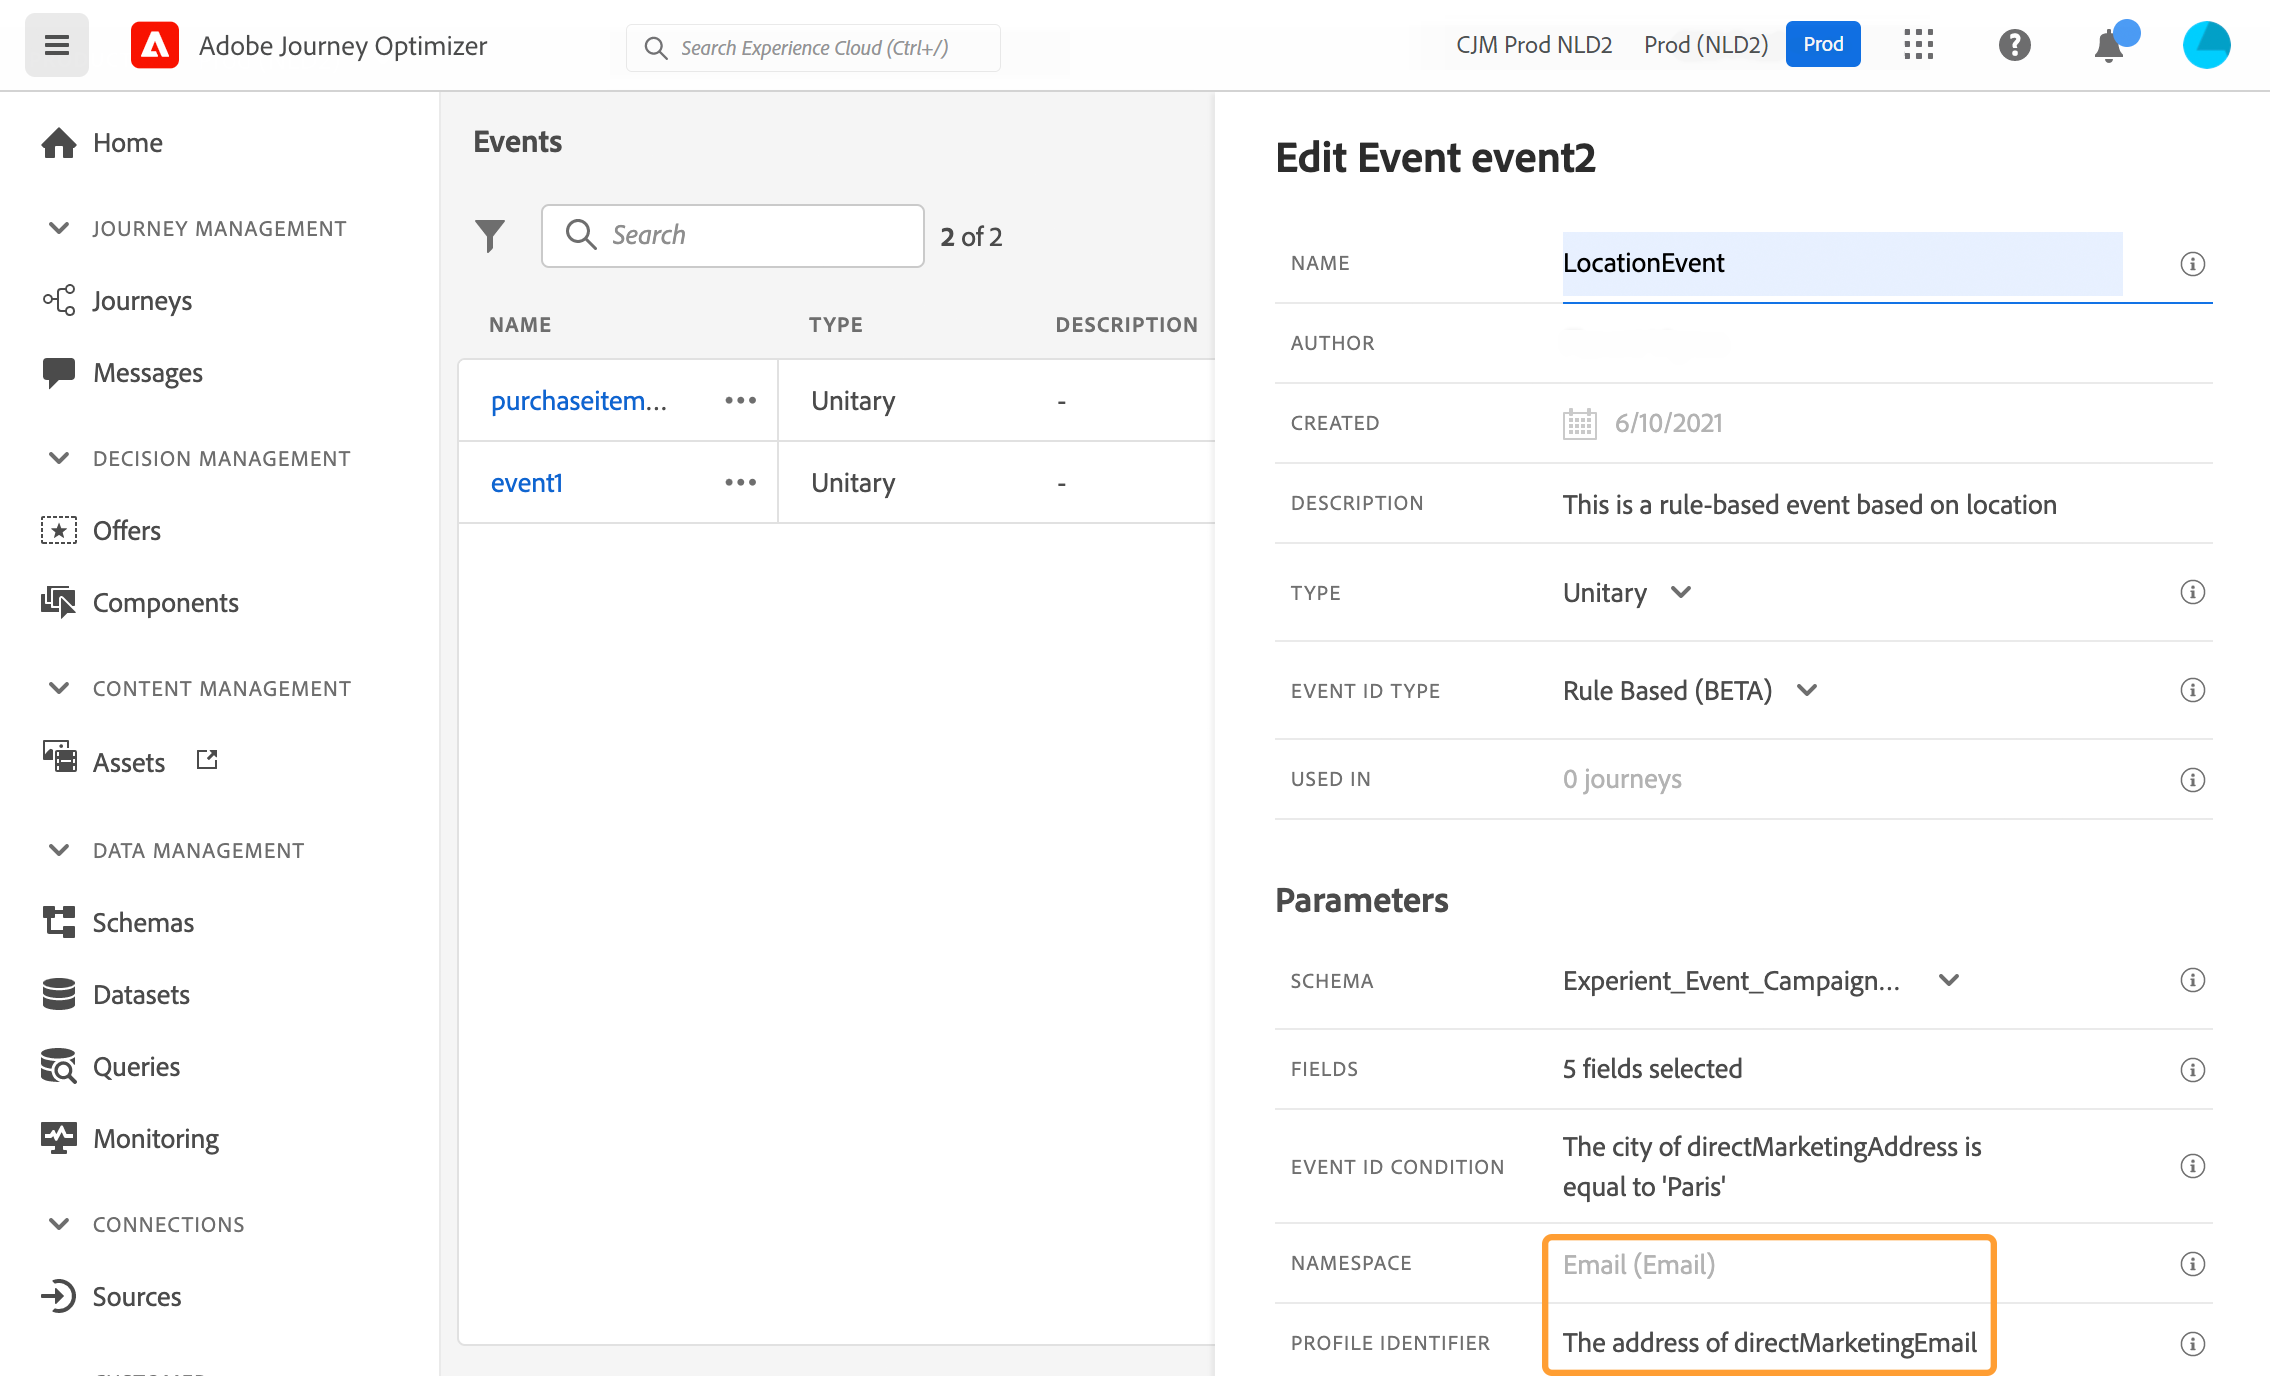 Adobe Journey Optimizer
Search Experience Cloud (Ctrl+/)
CJM Prod NLD2
Prod (NLD2)
Prod
Home
JOURNEY MANAGEMENT
Journeys
Messages
DECISION MANAGEMENT
Offers
Components
CONTENT MANAGEMENT
Assets
DATA MANAGEMENT
Schemas
Datasets
Queries
Monitoring
CONNECTIONS
Sources
Events
Search
2 of 2
NAME TYPE DESCRIPTION
purchaseitem... ••• Unitary -
event1 ••• Unitary -
Edit Event event2
NAME LocationEvent
AUTHOR
CREATED 6/10/2021
DESCRIPTION This is a rule-based event based on location
TYPE Unitary
EVENT ID TYPE Rule Based (BETA)
USED IN 0 journeys
Parameters
SCHEMA Experient_Event_Campaign...
FIELDS 5 fields selected
EVENT ID CONDITION The city of directMarketingAddress is
equal to 'Paris'
NAMESPACE Email (Email)
PROFILE IDENTIFIER The address of directMarketingEmail